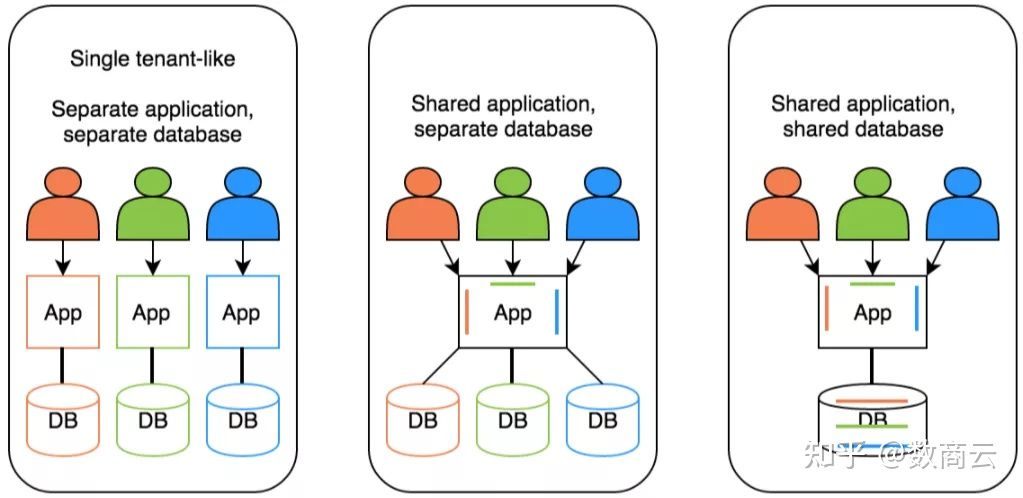 Single tenant-like
Separate application,
separate database
App
App
App
DB
DB
DB
Shared application,
separate database
App
DB
DB
DB
Shared application,
shared database
App
DB
知乎 @数商云